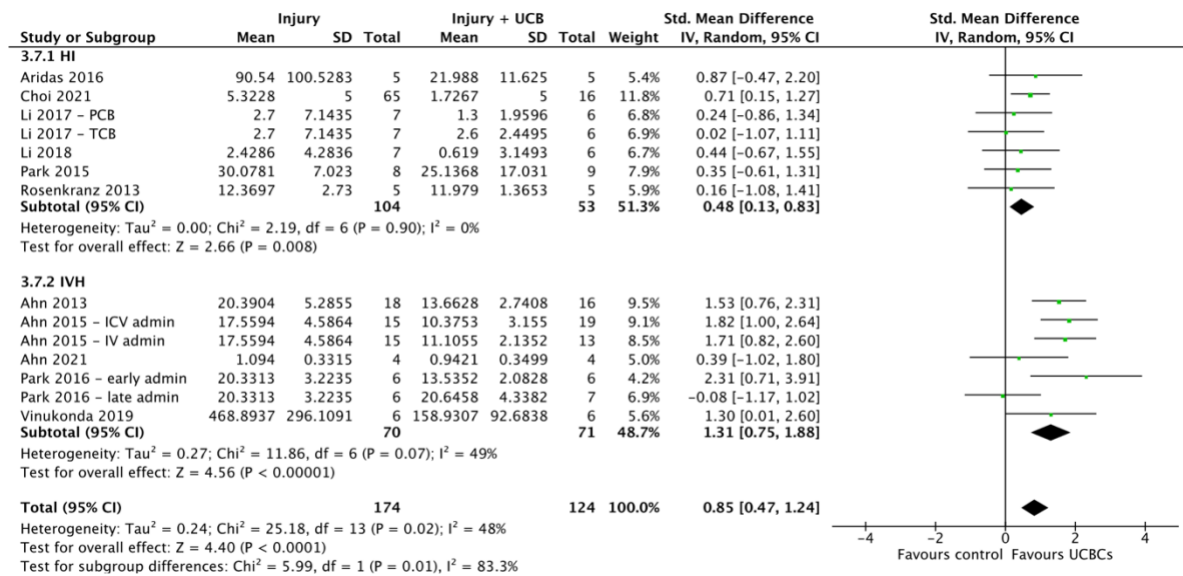 Injury Injury + UCB Std. Mean Difference Std. Mean Difference
Study or Subgroup Mean SD Total Mean SD Total Weight IV, Random, 95% CI IV, Random, 95% CI
3.7.1 HI
Aridas 2016 90.54 100.5283 5 21.988 11.625 5 5.4% 0.87 [-0.47, 2.20]
Choi 2021 5.3228 5 65 1.7267 5 16 11.8% 0.71 [0.15, 1.27]
Li 2017 - PCB 2.7 7.1435 7 1.3 1.9596 6 6.8% 0.24 [-0.86, 1.34]
Li 2017 - TCB 2.7 7.1435 7 2.6 2.4495 6 6.9% 0.02 [-1.07, 1.11]
Li 2018 2.4286 4.2836 7 0.619 3.1493 6 6.7% 0.44 [-0.67, 1.55]
Park 2015 30.0781 7.023 8 25.1368 17.031 9 7.9% 0.35 [-0.61, 1.31]
Rosenkranz 2013 12.3697 2.73 5 11.979 1.3653 5 5.9% 0.16 [-1.08, 1.41]
Subtotal (95% CI) 104 53 51.3% 0.48 [0.13, 0.83]
Heterogeneity: Tau² = 0.00; Chi² = 2.19, df = 6 (P = 0.90); I² = 0%
Test for overall effect: Z = 2.66 (P = 0.008)
3.7.2 IVH
Ahn 2013 20.3904 5.2855 18 13.6628 2.7408 16 9.5% 1.53 [0.76, 2.31]
Ahn 2015 - ICV admin 17.5594 4.5864 15 10.3753 3.155 19 9.1% 1.82 [1.00, 2.64]
Ahn 2015 - IV admin 17.5594 4.5864 15 11.1055 2.1352 13 8.5% 1.71 [0.82, 2.60]
Ahn 2021 1.094 0.3315 4 0.9421 0.3499 4 5.0% 0.39 [-1.02, 1.80]
Park 2016 - early admin 20.3313 3.2235 6 13.5352 2.0828 6 4.2% 2.31 [0.71, 3.91]
Park 2016 - late admin 20.3313 3.2235 6 20.6458 4.3382 7 6.9% -0.08 [-1.17, 1.02]
Vinukonda 2019 468.8937 296.1091 6 158.9307 92.6838 6 5.6% 1.30 [0.01, 2.60]
Subtotal (95% CI) 70 71 48.7% 1.31 [0.75, 1.88]
Heterogeneity: Tau² = 0.27; Chi² = 11.86, df = 6 (P = 0.07); I² = 49%
Test for overall effect: Z = 4.56 (P < 0.00001)
Total (95% CI) 174 124 100.0% 0.85 [0.47, 1.24]
Heterogeneity: Tau² = 0.24; Chi² = 25.18, df = 13 (P = 0.02); I² = 48%
Test for overall effect: Z = 4.40 (P < 0.0001)
Test for subgroup differences: Chi² = 5.99, df = 1 (P = 0.01), I² = 83.3%
-4 -2 0 2 4
Favours control Favours UCBCs